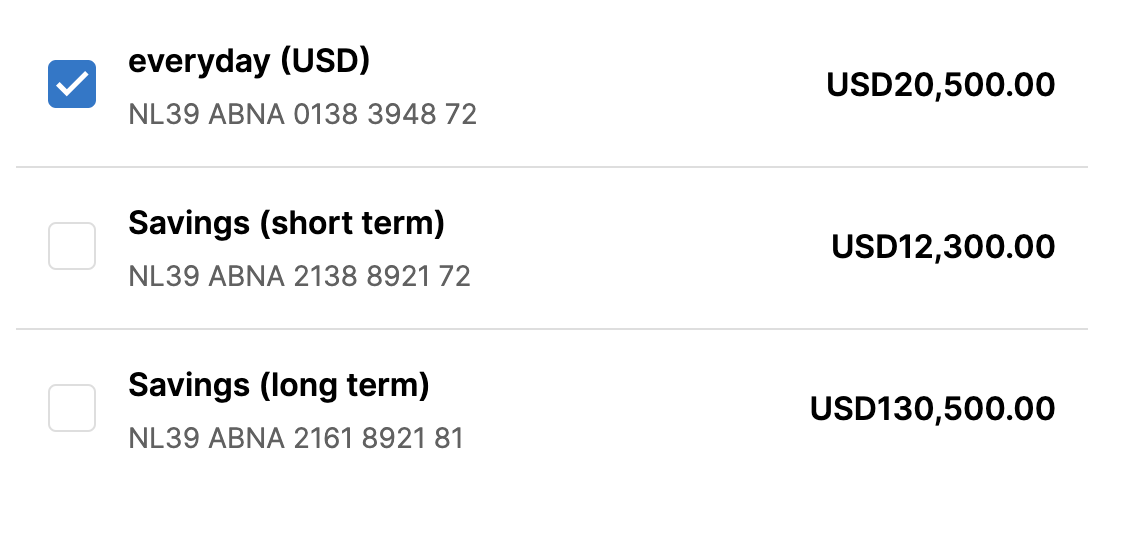 everyday (USD)
NL39 ABNA 0138 3948 72
USD20,500.00
Savings (short term)
NL39 ABNA 2138 8921 72
USD12,300.00
Savings (long term)
NL39 ABNA 2161 8921 81
USD130,500.00